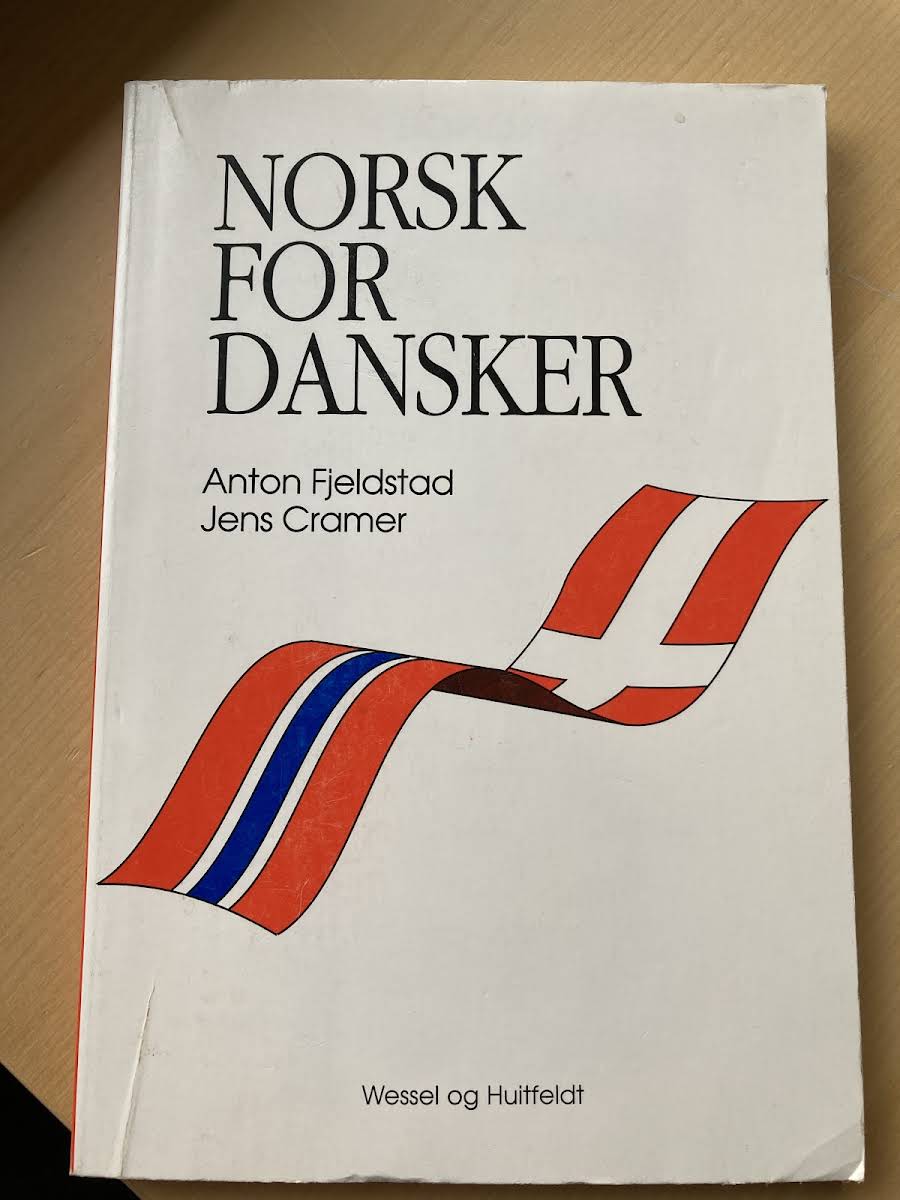 NORSK
FOR
DANSKER
Anton Fjeldstad
Jens Cramer
Wessel og Huitfeldt